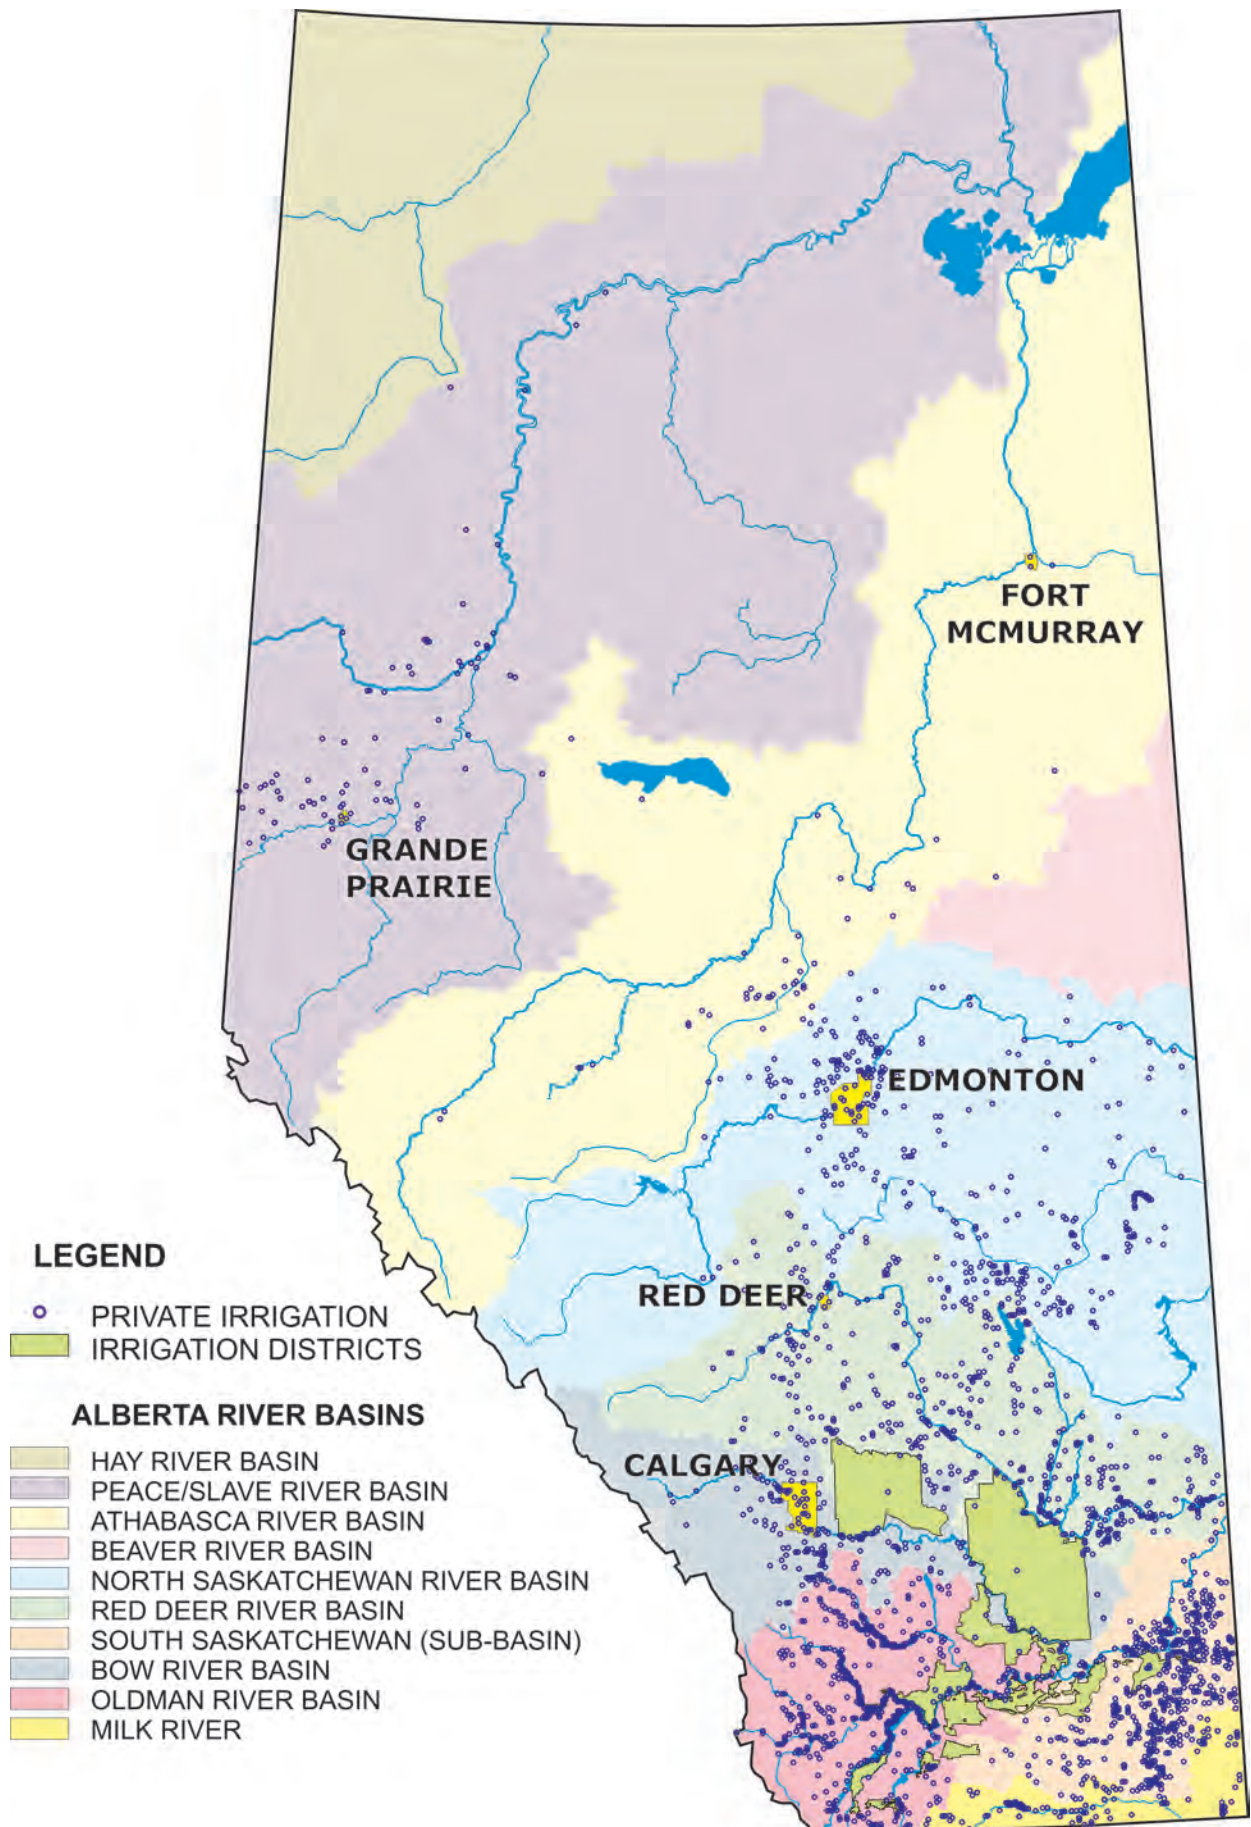 FORT
MCMURRAY
GRANDE
PRAIRIE
EDMONTON
RED DEER
CALGARY
LEGEND
PRIVATE IRRIGATION
IRRIGATION DISTRICTS
ALBERTA RIVER BASINS
HAY RIVER BASIN
PEACE/SLAVE RIVER BASIN
ATHABASCA RIVER BASIN
BEAVER RIVER BASIN
NORTH SASKATCHEWAN RIVER BASIN
RED DEER RIVER BASIN
SOUTH SASKATCHEWAN (SUB-BASIN)
BOW RIVER BASIN
OLDMAN RIVER BASIN
MILK RIVER